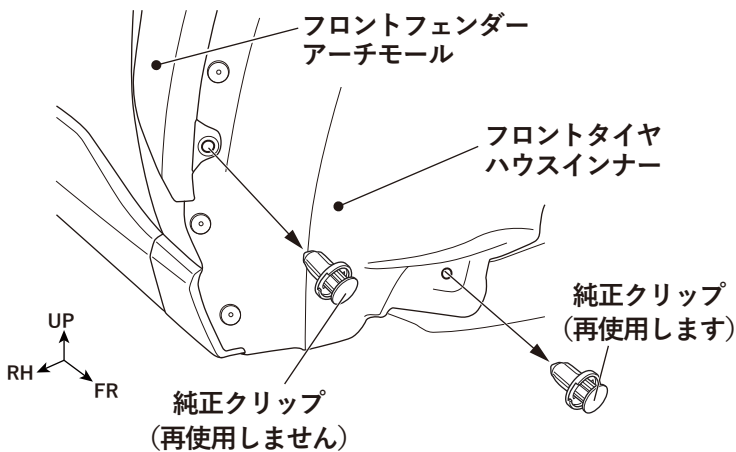 フロントフェンダー
アーチモール
フロントタイヤ
ハウスインナー
純正クリップ
（再使用します）
UP
RH
FR
純正クリップ
（再使用しません）